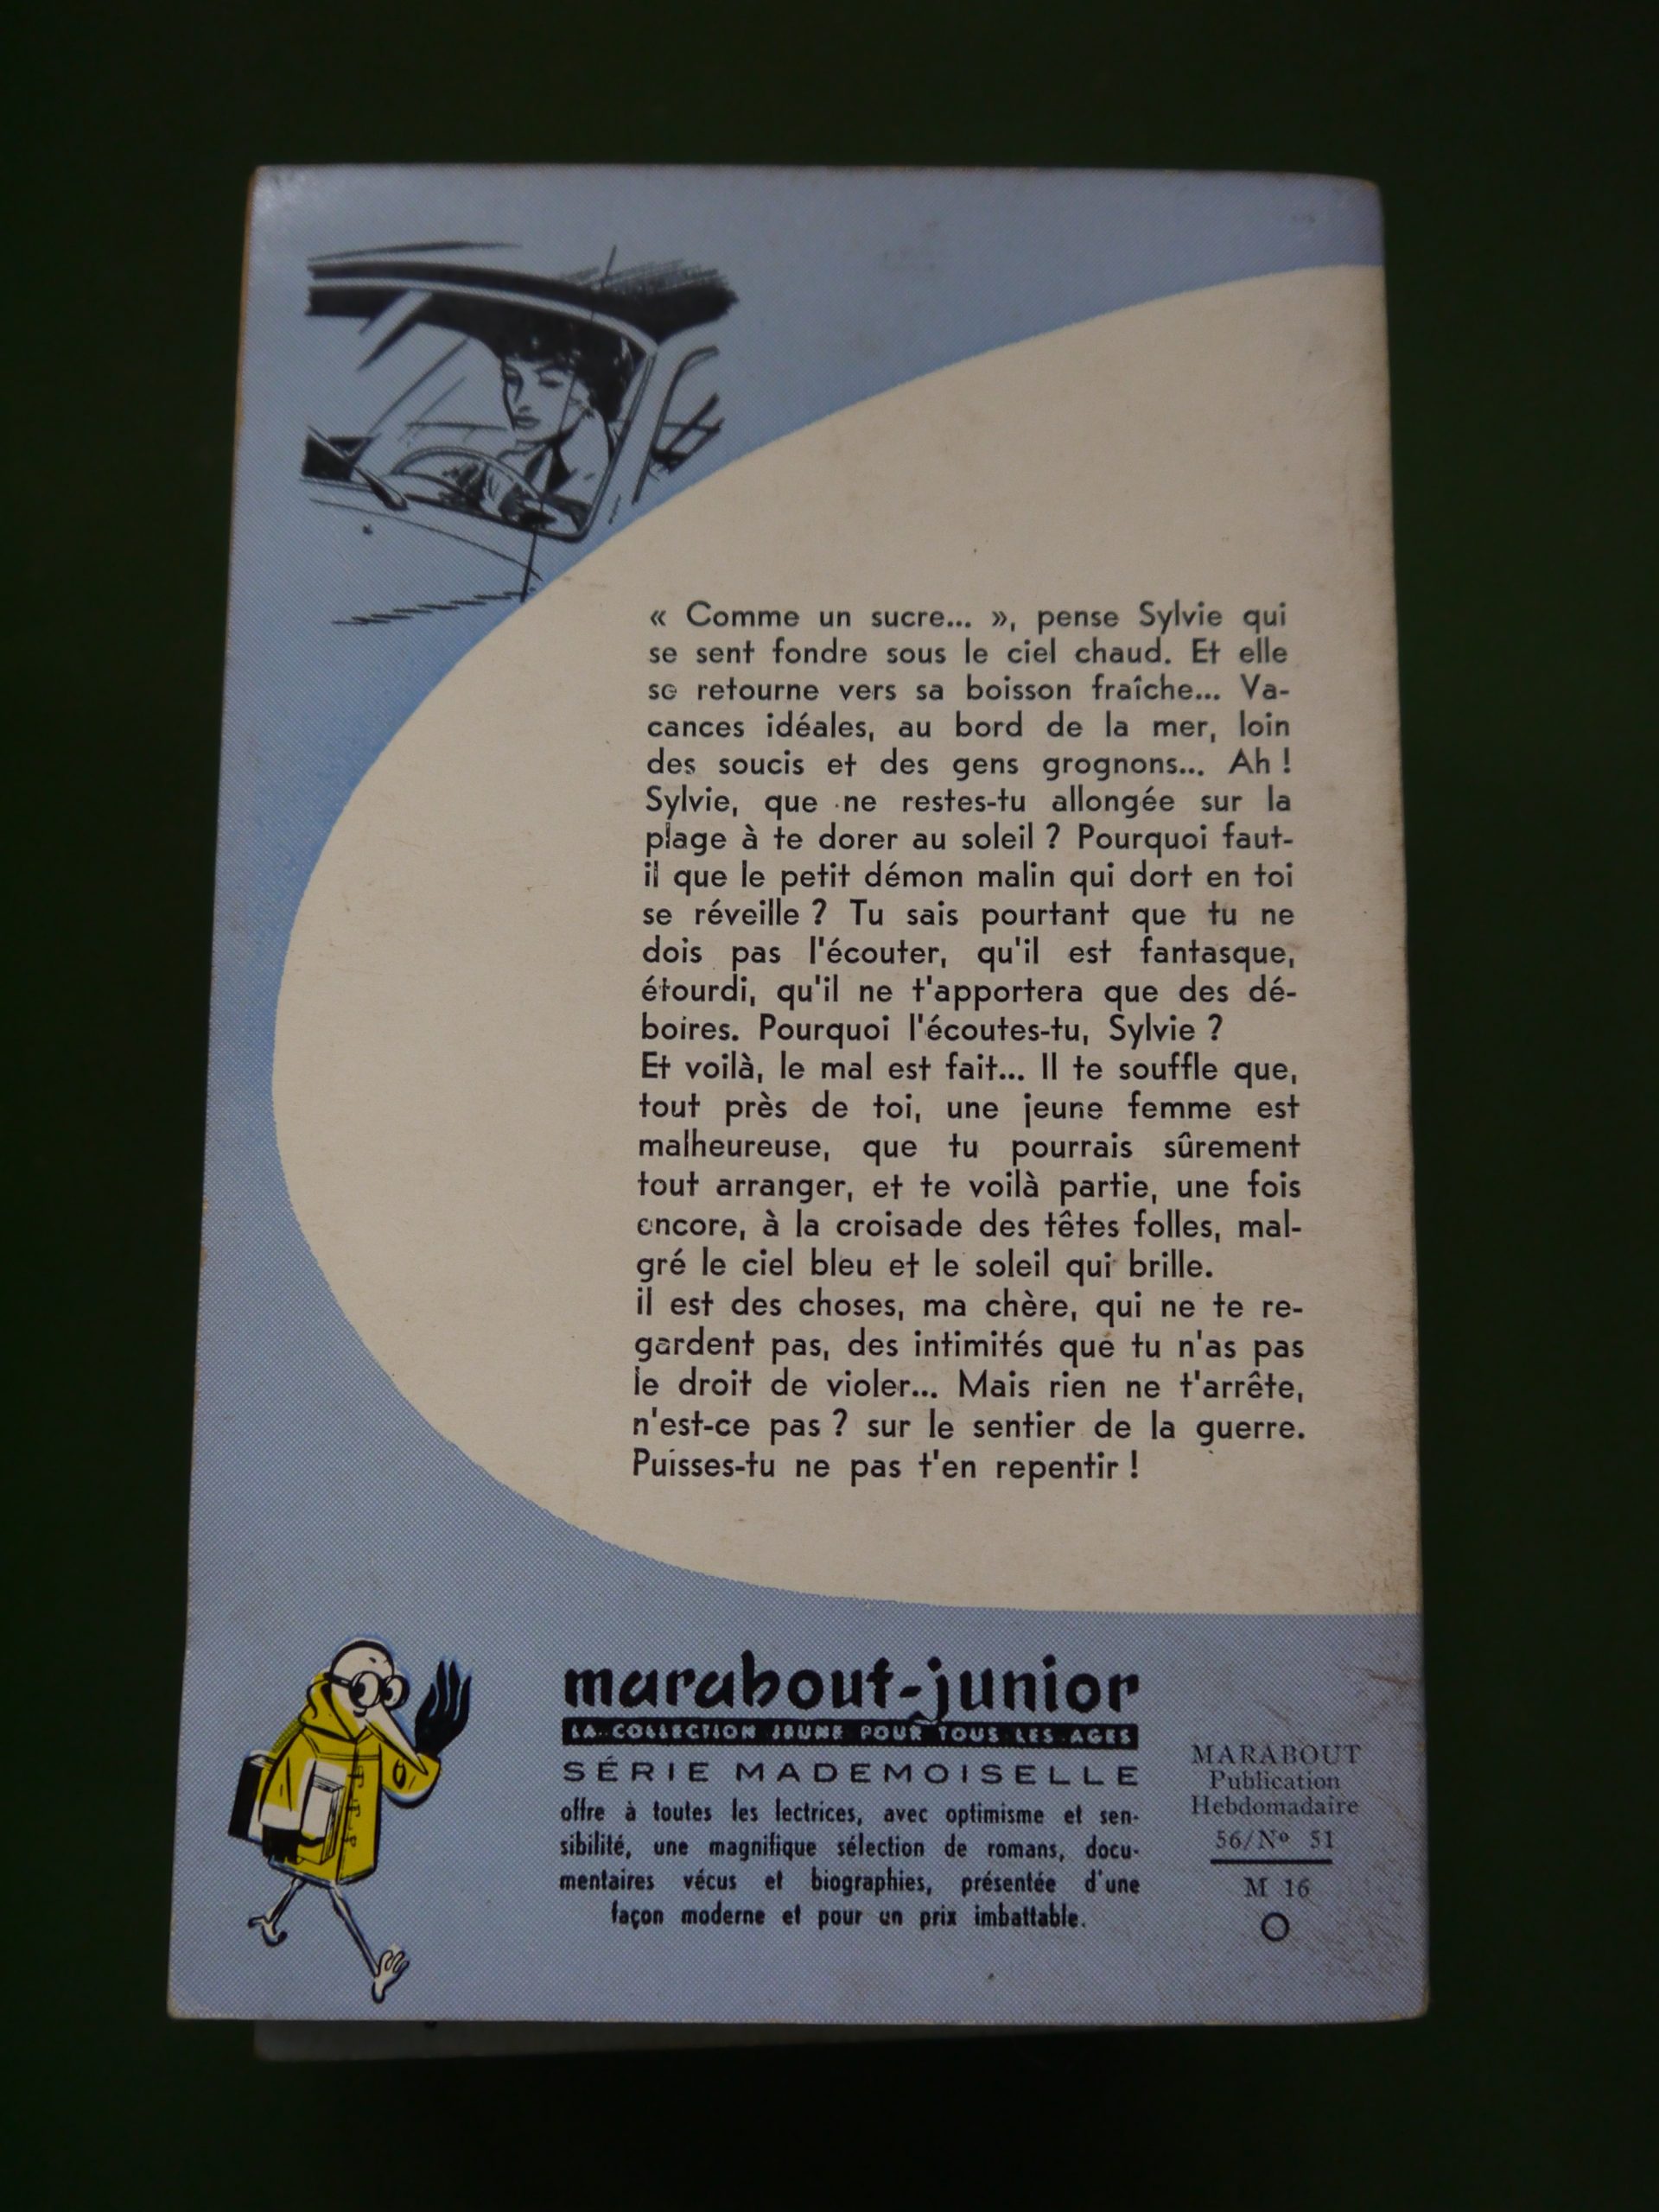 « Comme un sucre... », pense Sylvie qui
se sent fondre sous le ciel chaud. Et elle
se retourne vers sa boisson fraîche... Va-
cances idéales, au bord de la mer, loin
des soucis et des gens grognons... Ah !
Sylvie, que ne restes-tu allongée sur la
plage à te dorer au soleil ? Pourquoi faut-
il que le petit démon malin qui dort en toi
se réveille ? Tu sais pourtant que tu ne
dois pas l'écouter, qu'il est fantasque,
étourdi, qu'il ne t'apportera que des dé-
boires. Pourquoi l'écoutes-tu, Sylvie ?
Et voilà, le mal est fait... Il te souffle que,
tout près de toi, une jeune femme est
malheureuse, que tu pourrais sûrement
tout arranger, et te voilà partie, une fois
encore, à la croisade des têtes folles, mal-
gré le ciel bleu et le soleil qui brille.
il est des choses, ma chère, qui ne te re-
gardent pas, des intimités que tu n'as pas
le droit de violer... Mais rien ne t'arrête,
n'est-ce pas ? sur le sentier de la guerre.
Puisses-tu ne pas t'en repentir !
marabout-junior
LA COLLECTION JEUNE POUR TOUS LES AGES
SÉRIE MADEMOISELLE
offre à toutes les lectrices, avec optimisme et sen-
sibilité, une magnifique sélection de romans, docu-
mentaires vécus et biographies, présentée d'une
façon moderne et pour un prix imbattable.
MARABOUT
Publication
Hebdomadaire
56/Nº 51
M 16
O